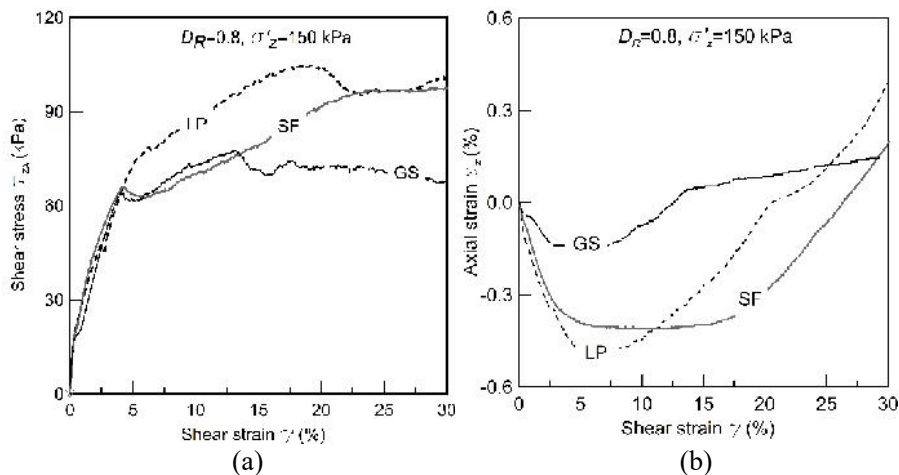 D_R=0.8, σ'_z=150 kPa
120
90
60
30
0
Shear stress τ_zx (kPa)
LP
SF
GS
0 5 10 15 20 25 30
Shear strain γ (%)
(a)
D_R=0.8, σ'_z=150 kPa
0.6
0.3
0.0
-0.3
-0.6
Axial strain ε_z (%)
GS
SF
LP
0 5 10 15 20 25 30
Shear strain γ (%)
(b)